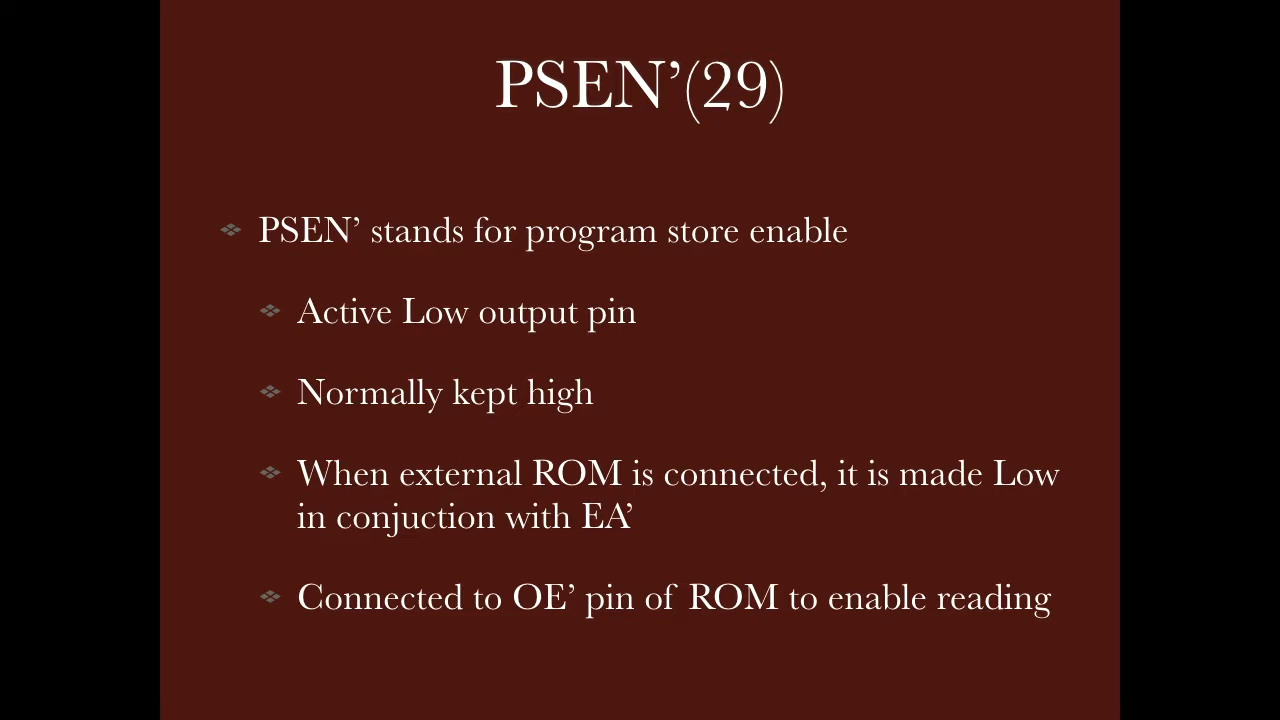 PSEN’(29)
PSEN’ stands for program store enable
Active Low output pin
Normally kept high
When external ROM is connected, it is made Low
in conjuction with EA’
Connected to OE’ pin of ROM to enable reading